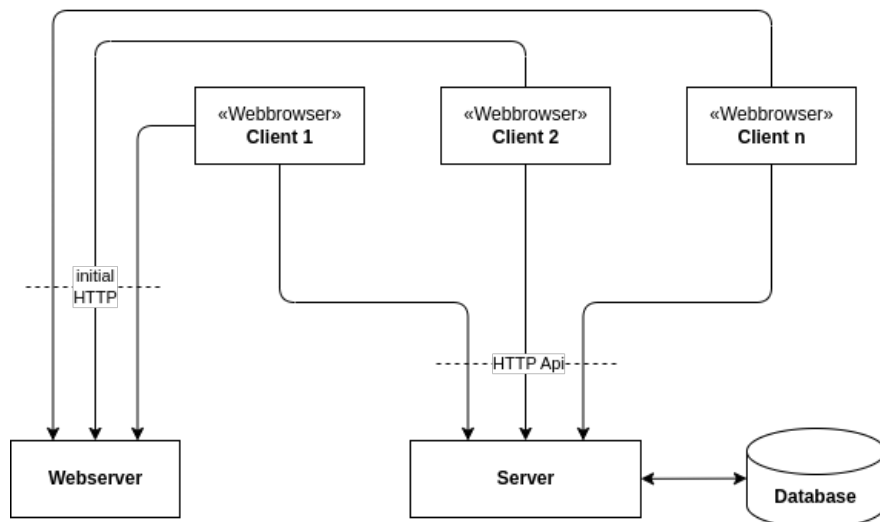 «Webbrowser»
Client 1
«Webbrowser»
Client 2
«Webbrowser»
Client n
initial
HTTP
HTTP Api
Webserver
Server
Database